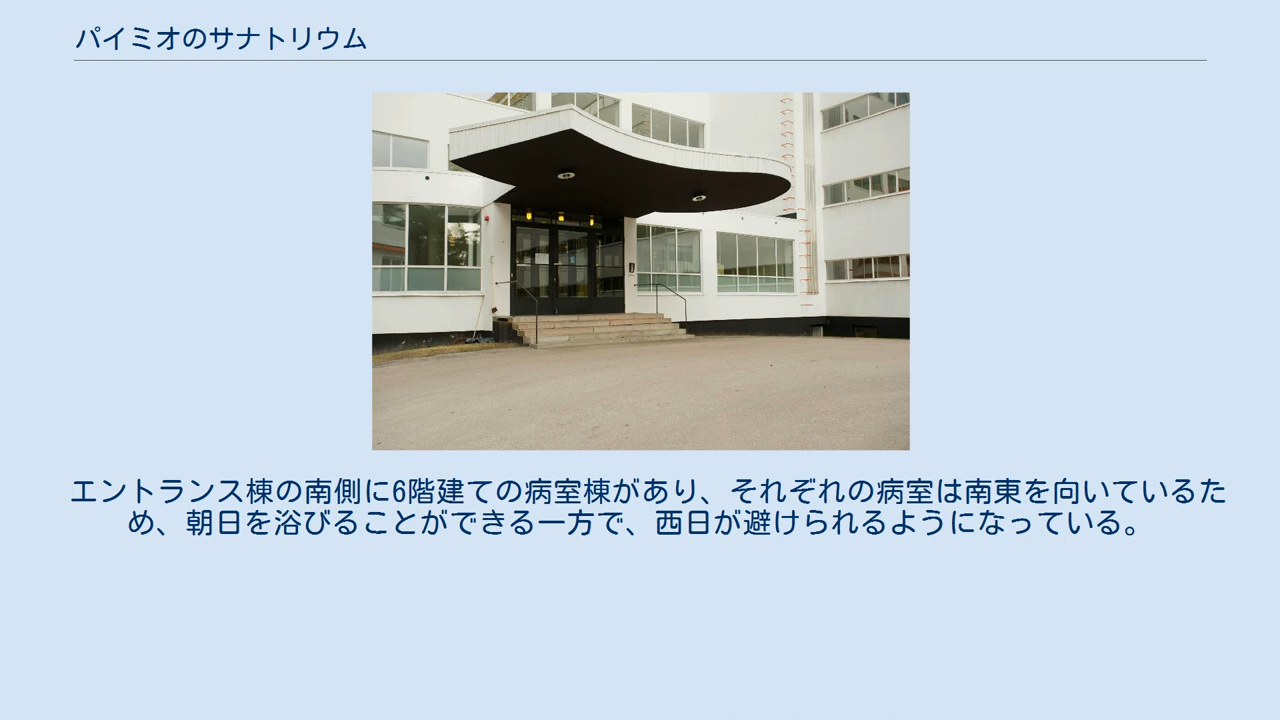 パイミオのサナトリウム
エントランス棟の南側に6階建ての病室棟があり、それぞれの病室は南東を向いているた
め、朝日を浴びることができる一方で、西日が避けられるようになっている。